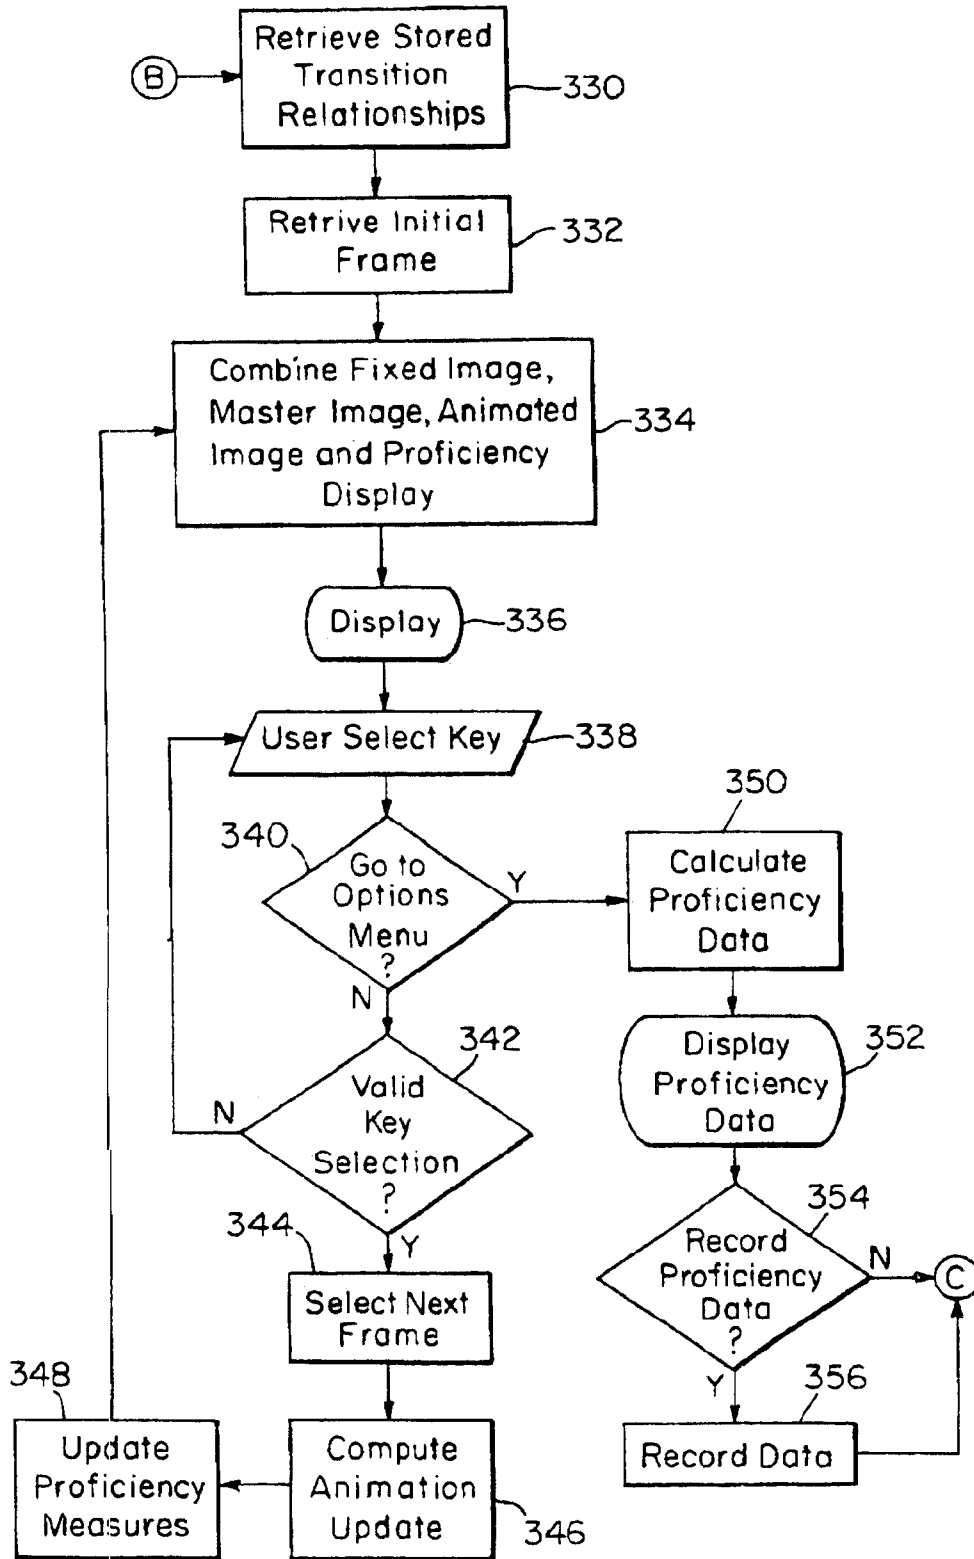 B
Retrieve Stored
Transition
Relationships
330
Retrive Initial
Frame
332
Combine Fixed Image,
Master Image, Animated
Image and Proficiency
Display
334
Display
336
User Select Key
338
340
Go to
Options
Menu
?
Y
N
350
Calculate
Proficiency
Data
342
Valid
Key
Selection
?
N
Y
Display
Proficiency
Data
352
344
Select Next
Frame
354
Record
Proficiency
Data
?
N
Y
C
348
Update
Proficiency
Measures
Compute
Animation
Update
346
356
Record Data